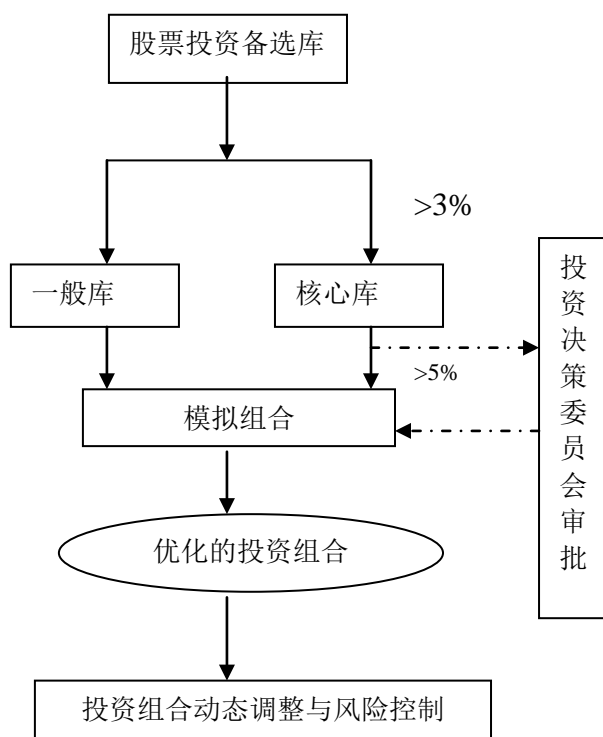 股票投资备选库
>3%
一般库
核心库
投资决策委员会审批
>5%
模拟组合
优化的投资组合
投资组合动态调整与风险控制